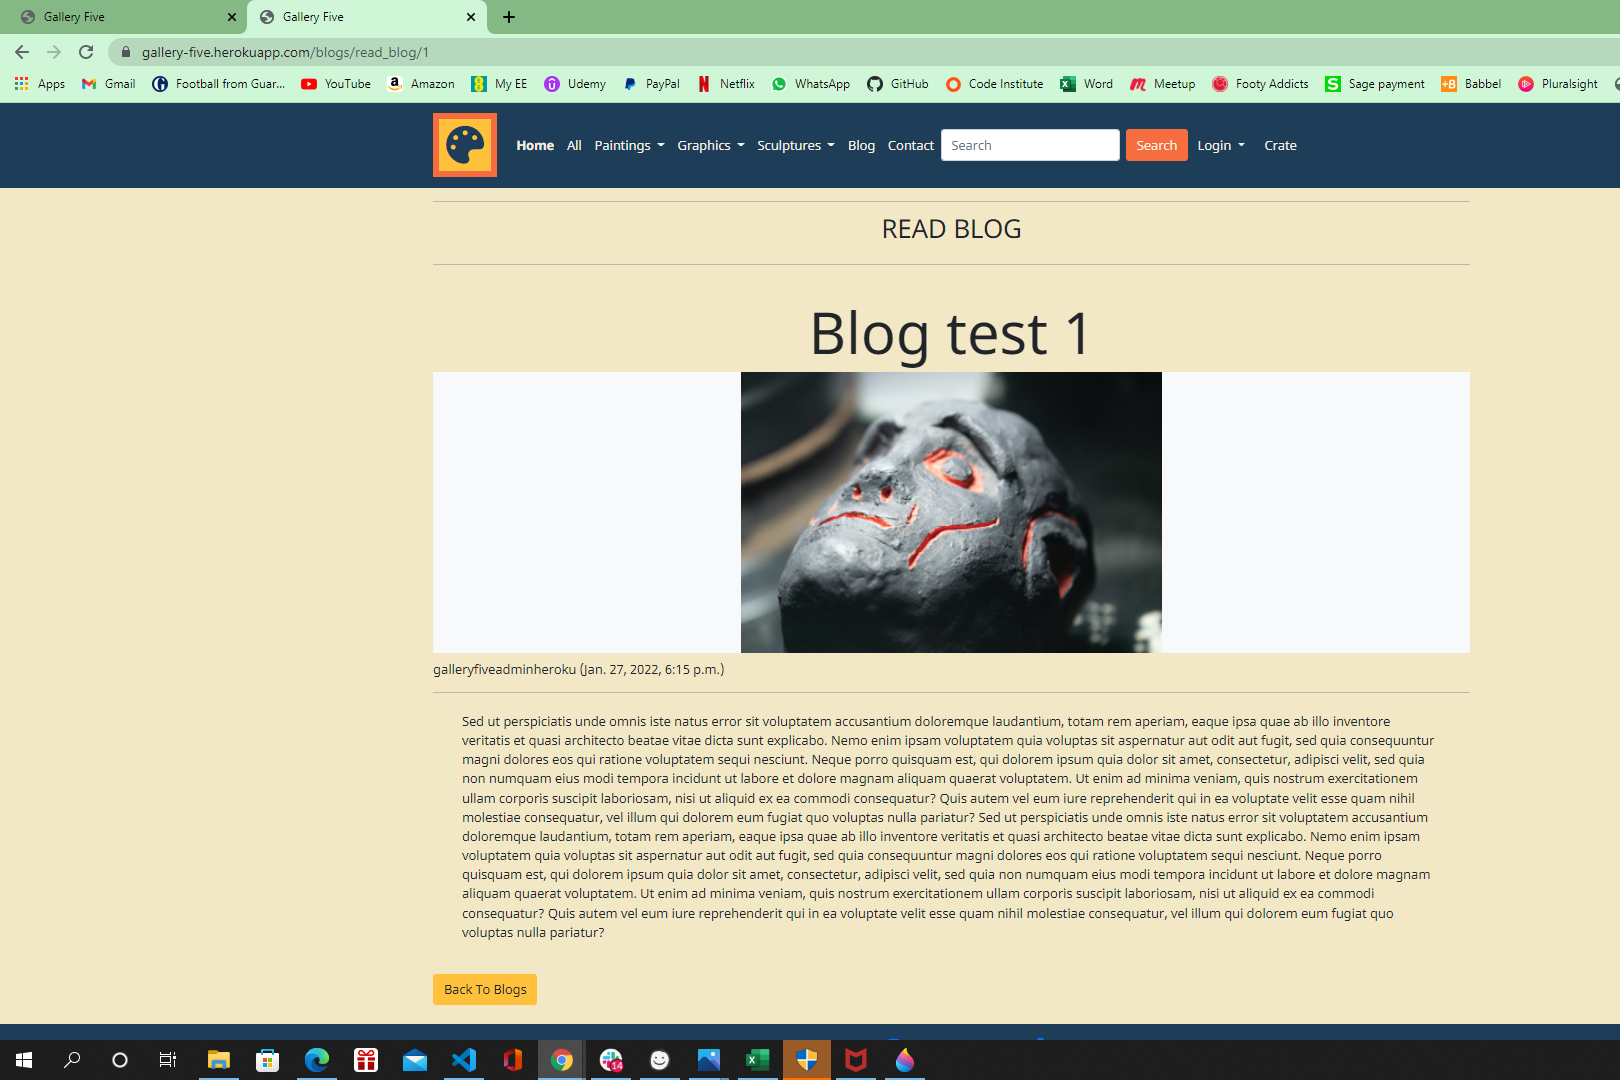 Gallery Five
Gallery Five
gallery-five.herokuapp.com/blogs/read_blog/1
Apps Gmail Football from Guar... YouTube Amazon My EE Udemy PayPal Netflix WhatsApp GitHub Code Institute Word Meetup Footy Addicts Sage payment Babbel Pluralsight
Home All Paintings Graphics Sculptures Blog Contact Search Search Login Crate
READ BLOG
Blog test 1
galleryfiveadminheroku (Jan. 27, 2022, 6:15 p.m.)
Sed ut perspiciatis unde omnis iste natus error sit voluptatem accusantium doloremque laudantium, totam rem aperiam, eaque ipsa quae ab illo inventore
veritatis et quasi architecto beatae vitae dicta sunt explicabo. Nemo enim ipsam voluptatem quia voluptas sit aspernatur aut odit aut fugit, sed quia consequuntur
magni dolores eos qui ratione voluptatem sequi nesciunt. Neque porro quisquam est, qui dolorem ipsum quia dolor sit amet, consectetur, adipisci velit, sed quia
non numquam eius modi tempora incidunt ut labore et dolore magnam aliquam quaerat voluptatem. Ut enim ad minima veniam, quis nostrum exercitationem
ullam corporis suscipit laboriosam, nisi ut aliquid ex ea commodi consequatur? Quis autem vel eum iure reprehenderit qui in ea voluptate velit esse quam nihil
molestiae consequatur, vel illum qui dolorem eum fugiat quo voluptas nulla pariatur? Sed ut perspiciatis unde omnis iste natus error sit voluptatem accusantium
doloremque laudantium, totam rem aperiam, eaque ipsa quae ab illo inventore veritatis et quasi architecto beatae vitae dicta sunt explicabo. Nemo enim ipsam
voluptatem quia voluptas sit aspernatur aut odit aut fugit, sed quia consequuntur magni dolores eos qui ratione voluptatem sequi nesciunt. Neque porro
quisquam est, qui dolorem ipsum quia dolor sit amet, consectetur, adipisci velit, sed quia non numquam eius modi tempora incidunt ut labore et dolore magnam
aliquam quaerat voluptatem. Ut enim ad minima veniam, quis nostrum exercitationem ullam corporis suscipit laboriosam, nisi ut aliquid ex ea commodi
consequatur? Quis autem vel eum iure reprehenderit qui in ea voluptate velit esse quam nihil molestiae consequatur, vel illum qui dolorem eum fugiat quo
voluptas nulla pariatur?
Back To Blogs
14